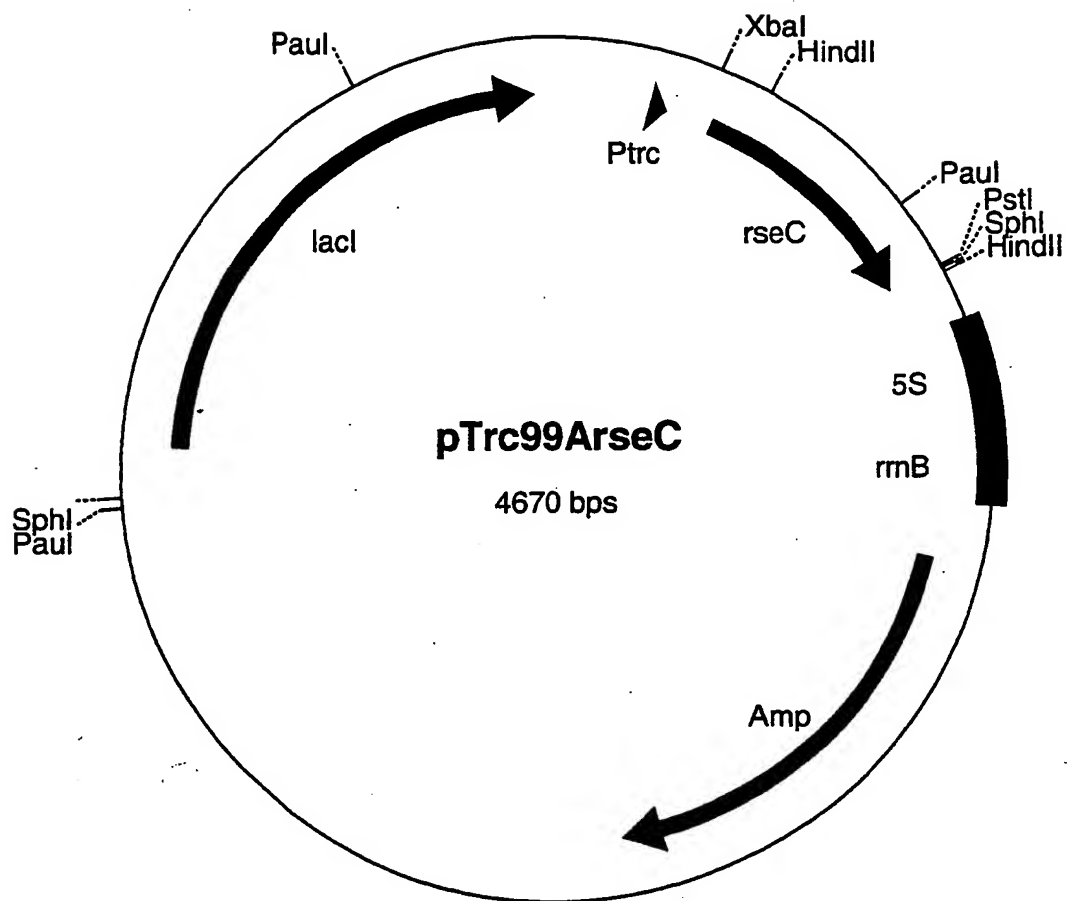 XbaI
PauI
HindII
Ptrc
PauI
PstI
SphI
HindII
rseC
lacI
5S
pTrc99ArseC
rrnB
4670 bps
SphI
PauI
Amp